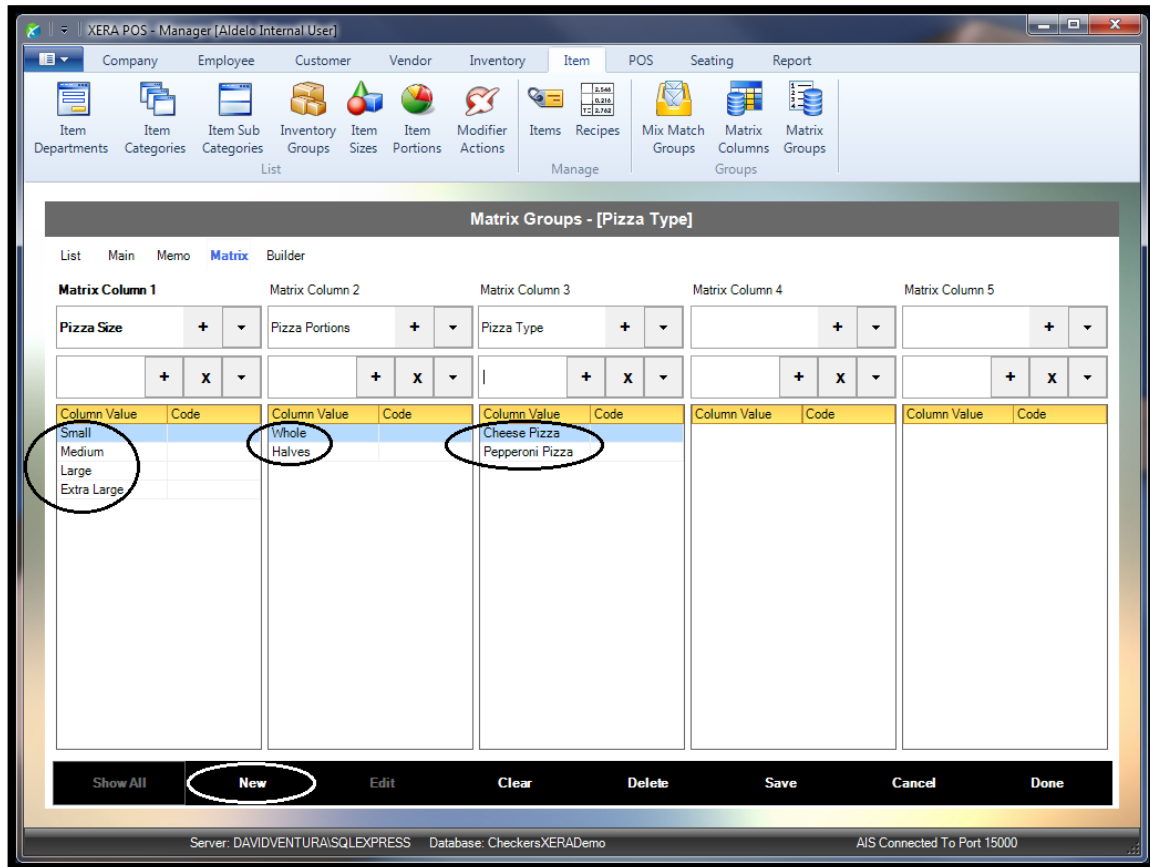 XERA POS - Manager [Aldelo Internal User]
Company Employee Customer Vendor Inventory Item POS Seating Report
Item Departments
Item Categories
Item Sub Categories
Inventory Groups
Item Sizes
Item Portions
Modifier Actions
Items
Recipes
Mix Match Groups
Matrix Columns
Matrix Groups
List Manage Groups
Matrix Groups - [Pizza Type]
List Main Memo Matrix Builder
Matrix Column 1 Matrix Column 2 Matrix Column 3 Matrix Column 4 Matrix Column 5
Pizza Size + Pizza Portions + Pizza Type + + +
+ x + x + x + x + x
Column Value Code Column Value Code Column Value Code Column Value Code Column Value Code
Small Whole Cheese Pizza
Medium Halves Pepperoni Pizza
Large
Extra Large
Show All New Edit Clear Delete Save Cancel Done
Server: DAVIDVENTURA\SQLEXPRESS Database: CheckersXERADemo AIS Connected To Port 15000